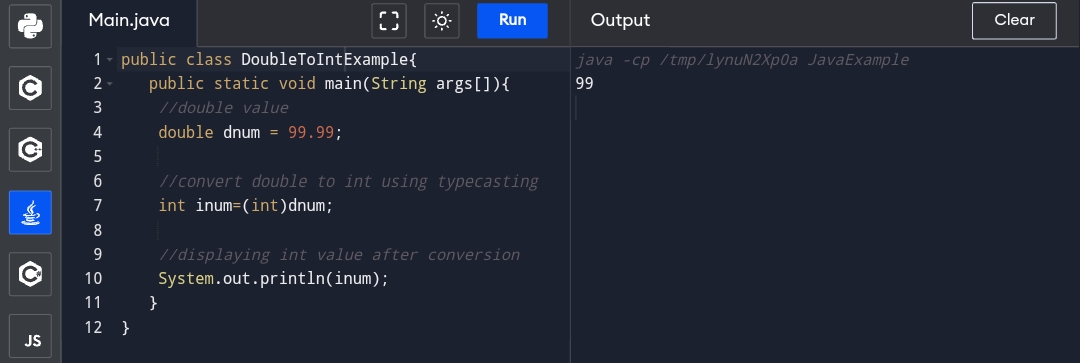 Main.java
Run
Output
Clear
1 public class DoubleToIntExample{
2 public static void main(String args[]){
3 //double value
4 double dnum = 99.99;
5
6 //convert double to int using typecasting
7 int inum=(int)dnum;
8
9 //displaying int value after conversion
10 System.out.println(inum);
11 }
12 }
java -cp /tmp/lynuN2Xp0a JavaExample
99
C
C
C
JS